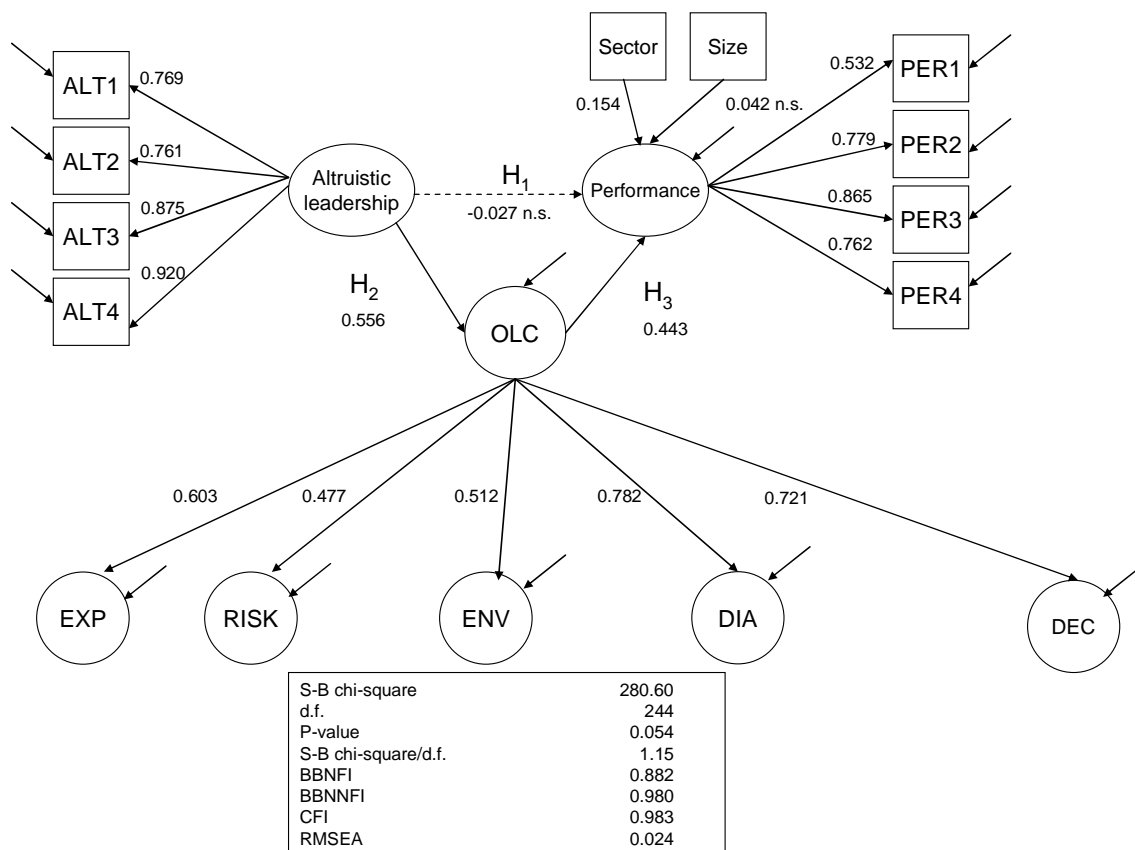 Sector
Size
ALT1
0.769
0.532
PER1
0.154
0.042 n.s.
ALT2
0.761
0.779
PER2
Altruistic
leadership
H1
-0.027 n.s.
Performance
ALT3
0.875
0.865
PER3
ALT4
0.920
0.762
PER4
H2
0.556
OLC
H3
0.443
0.603
0.477
0.512
0.782
0.721
EXP
RISK
ENV
DIA
DEC
S-B chi-square 280.60
d.f. 244
P-value 0.054
S-B chi-square/d.f. 1.15
BBNFI 0.882
BBNNFI 0.980
CFI 0.983
RMSEA 0.024